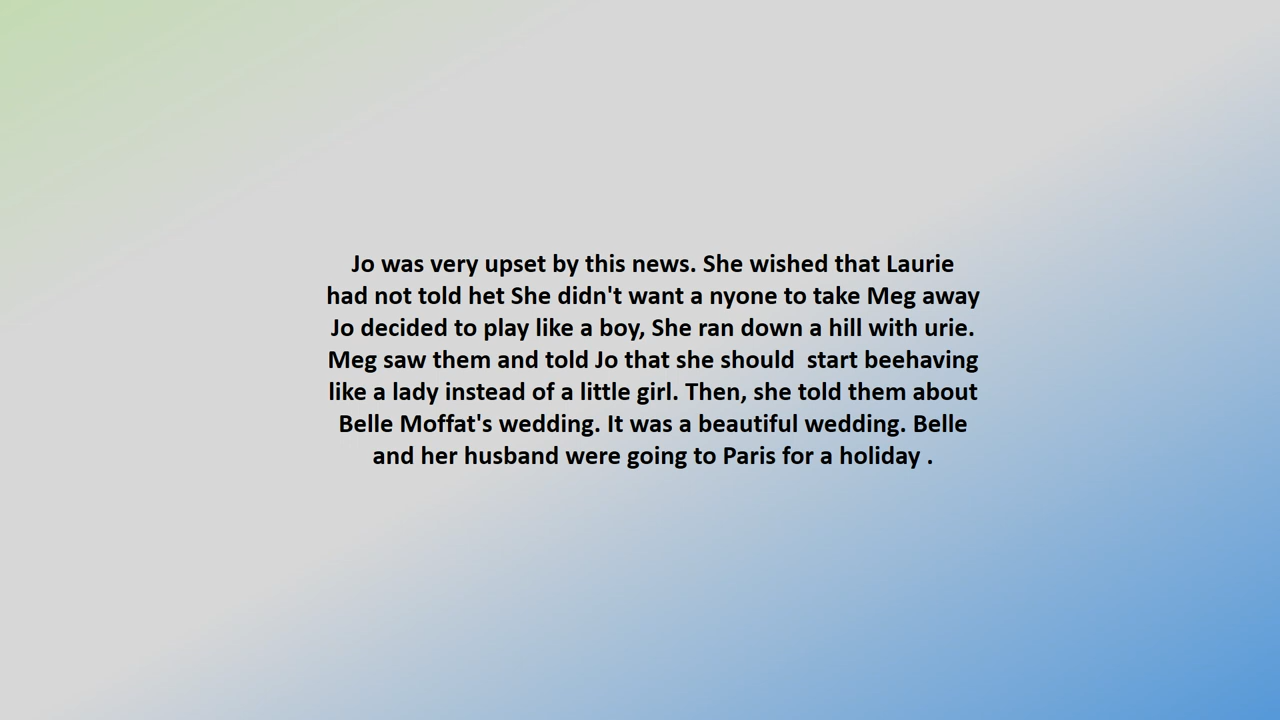 Jo was very upset by this news. She wished that Laurie
had not told het She didn't want a nyone to take Meg away
Jo decided to play like a boy, She ran down a hill with urie.
Meg saw them and told Jo that she should  start beehaving
like a lady instead of a little girl. Then, she told them about
Belle Moffat's wedding. It was a beautiful wedding. Belle
and her husband were going to Paris for a holiday .